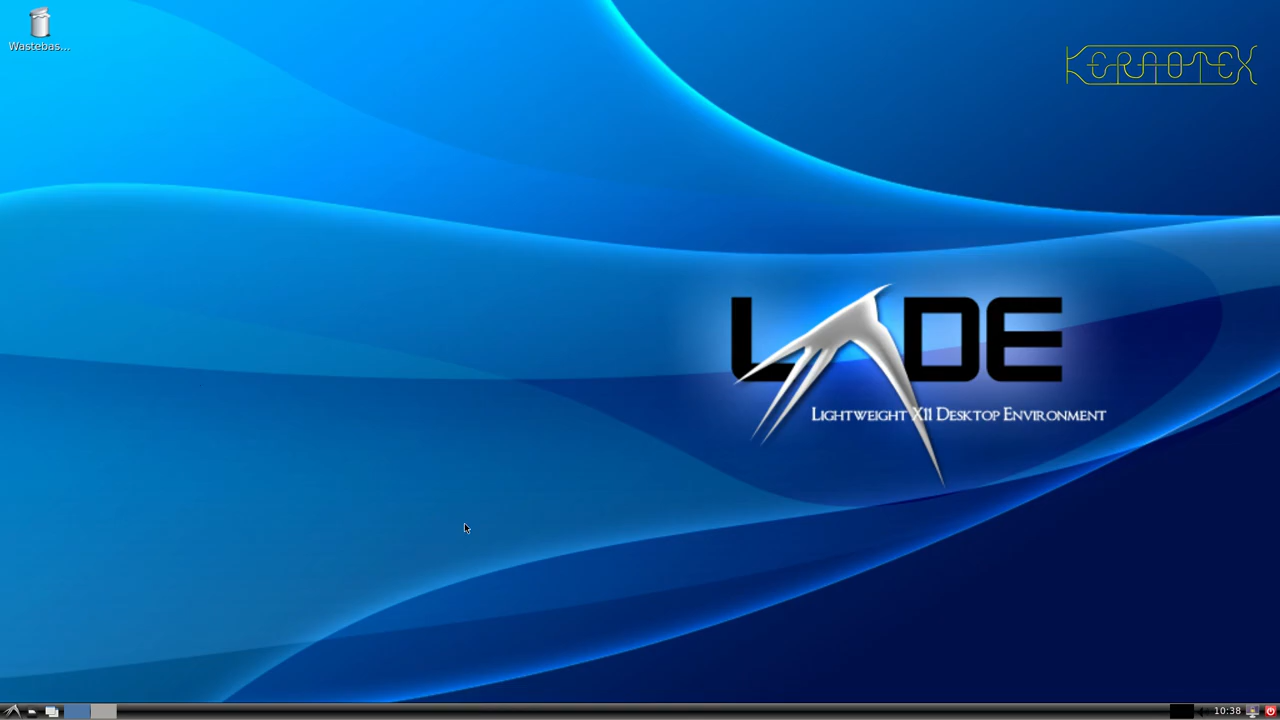 Wastebas...
KERAOTEX
LXDE
Lightweight X11 Desktop Environment
10:38